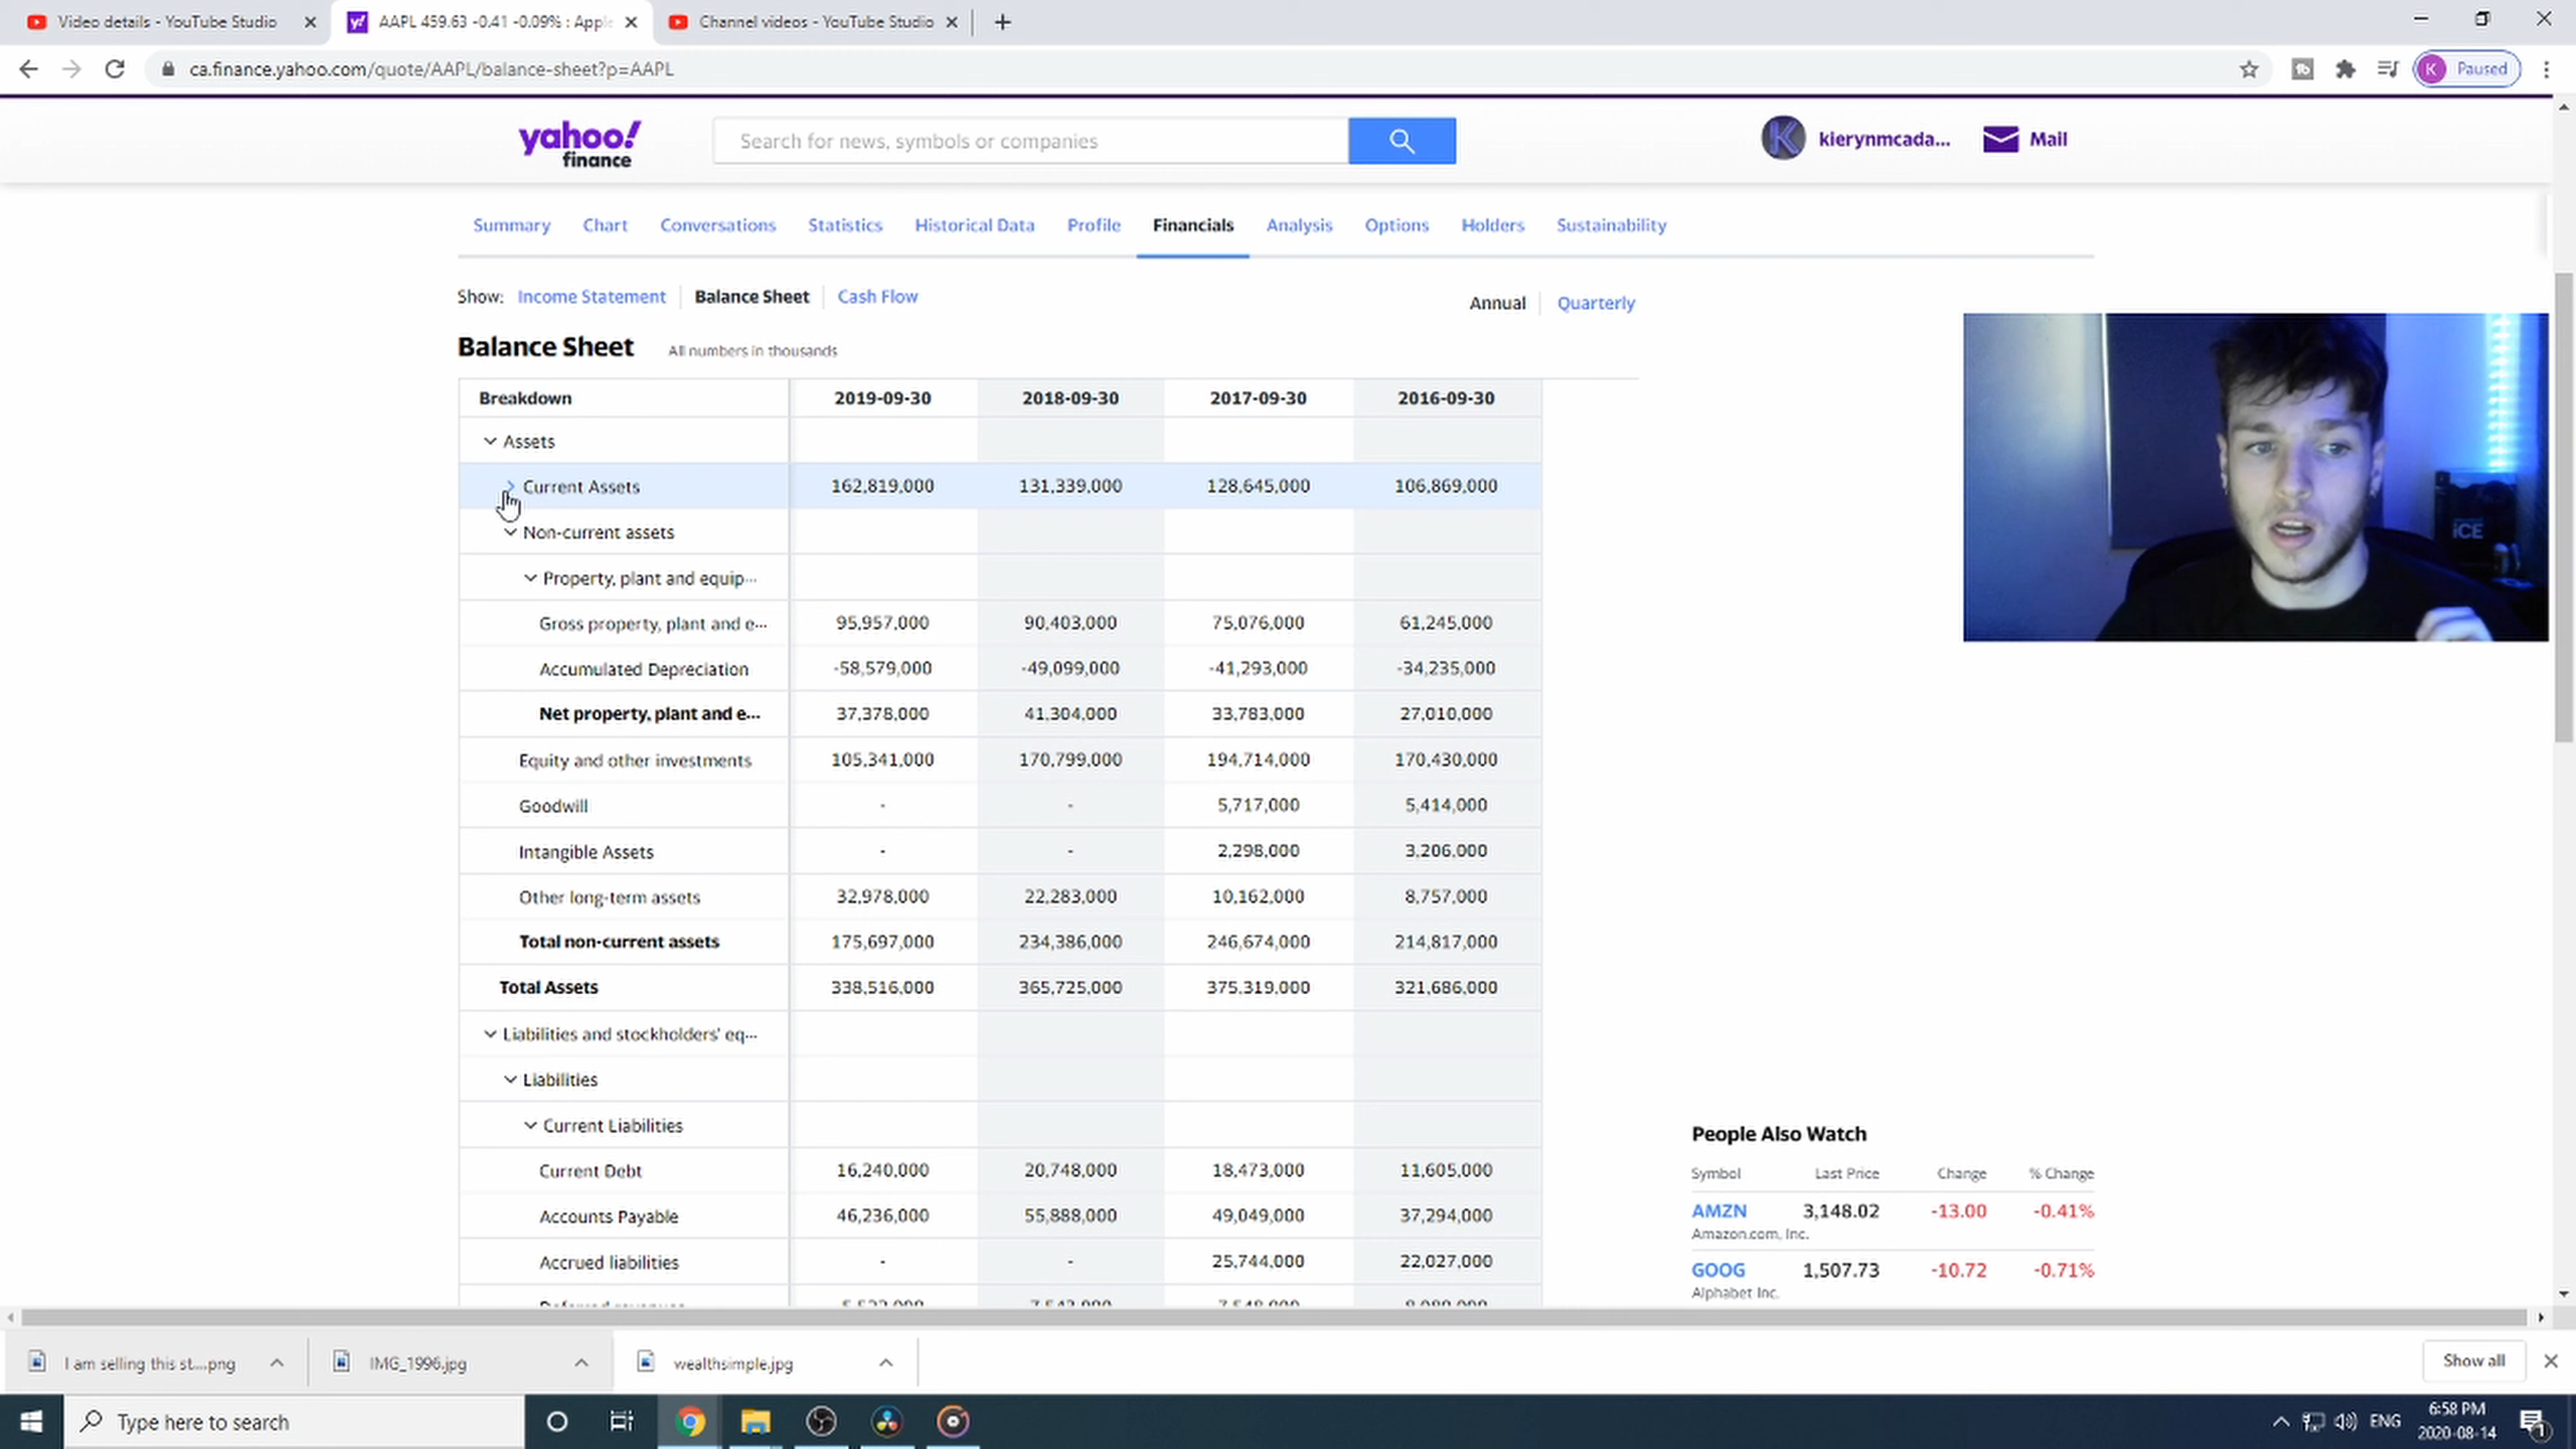 Video details - YouTube Studio
AAPL 459.63 -0.41 -0.09% : Apple
Channel videos - YouTube Studio
ca.finance.yahoo.com/quote/AAPL/balance-sheet?p=AAPL
K Paused
yahoo! finance
Search for news, symbols or companies
K kierynmcada... Mail
Summary Chart Conversations Statistics Historical Data Profile Financials Analysis Options Holders Sustainability
Show: Income Statement Balance Sheet Cash Flow
Annual Quarterly
Balance Sheet All numbers in thousands
Breakdown 2019-09-30 2018-09-30 2017-09-30 2016-09-30
Assets
Current Assets 162,819,000 131,339,000 128,645,000 106,869,000
Non-current assets
Property, plant and equip...
Gross property, plant and e... 95,957,000 90,403,000 75,076,000 61,245,000
Accumulated Depreciation -58,579,000 -49,099,000 -41,293,000 -34,235,000
Net property, plant and e... 37,378,000 41,304,000 33,783,000 27,010,000
Equity and other investments 105,341,000 170,799,000 194,714,000 170,430,000
Goodwill - - 5,717,000 5,414,000
Intangible Assets - - 2,298,000 3,206,000
Other long-term assets 32,978,000 22,283,000 10,162,000 8,757,000
Total non-current assets 175,697,000 234,386,000 246,674,000 214,817,000
Total Assets 338,516,000 365,725,000 375,319,000 321,686,000
Liabilities and stockholders' eq...
Liabilities
Current Liabilities
Current Debt 16,240,000 20,748,000 18,473,000 11,605,000
Accounts Payable 46,236,000 55,888,000 49,049,000 37,294,000
Accrued liabilities - - 25,744,000 22,027,000
iCE
People Also Watch
Symbol Last Price Change % Change
AMZN 3,148.02 -13.00 -0.41%
Amazon.com, Inc.
GOOG 1,507.73 -10.72 -0.71%
Alphabet Inc.
I am selling this st....png
IMG_1996.jpg
wealthsimple.jpg
Show all
Type here to search
ENG
6:58 PM
2020-08-14
1